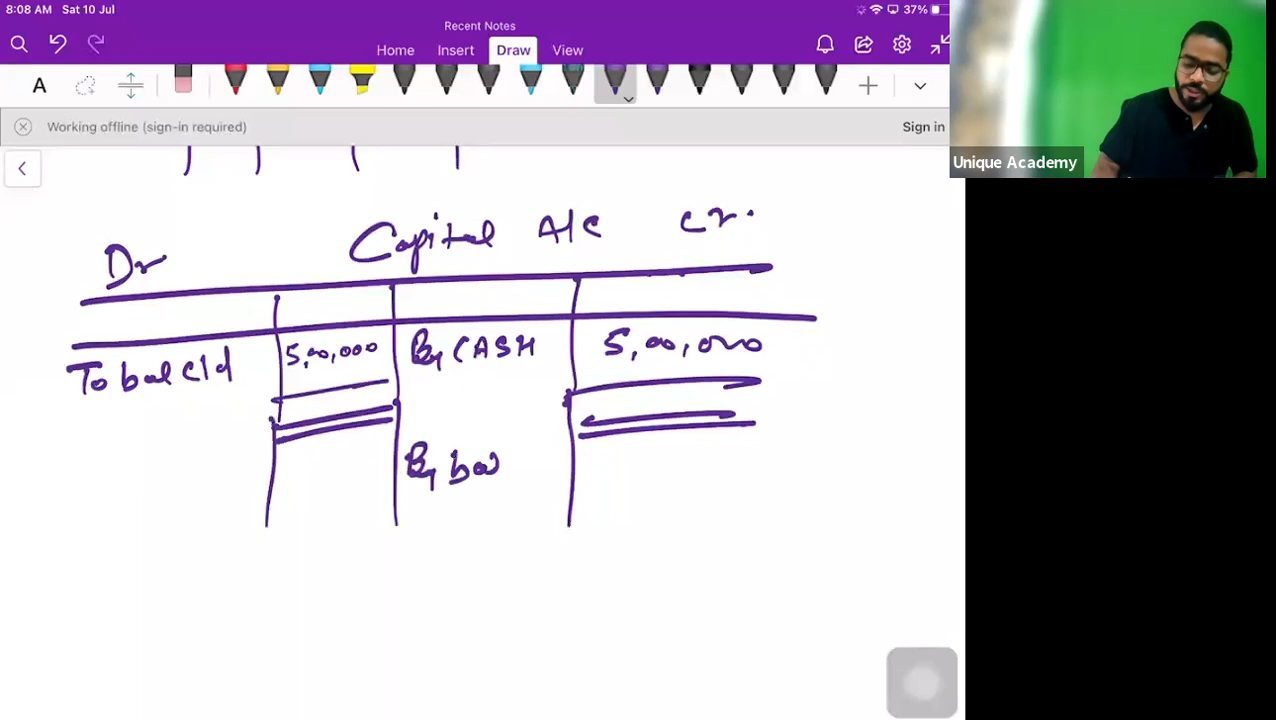 8:08 AM Sat 10 Jul
37%
Recent Notes
Home Insert Draw View
A
Working offline (sign-in required)
Sign in
Unique Academy
Dr Capital A/C Cr.
To bal c/d 5,00,000 By CASH 5,00,000
By ba